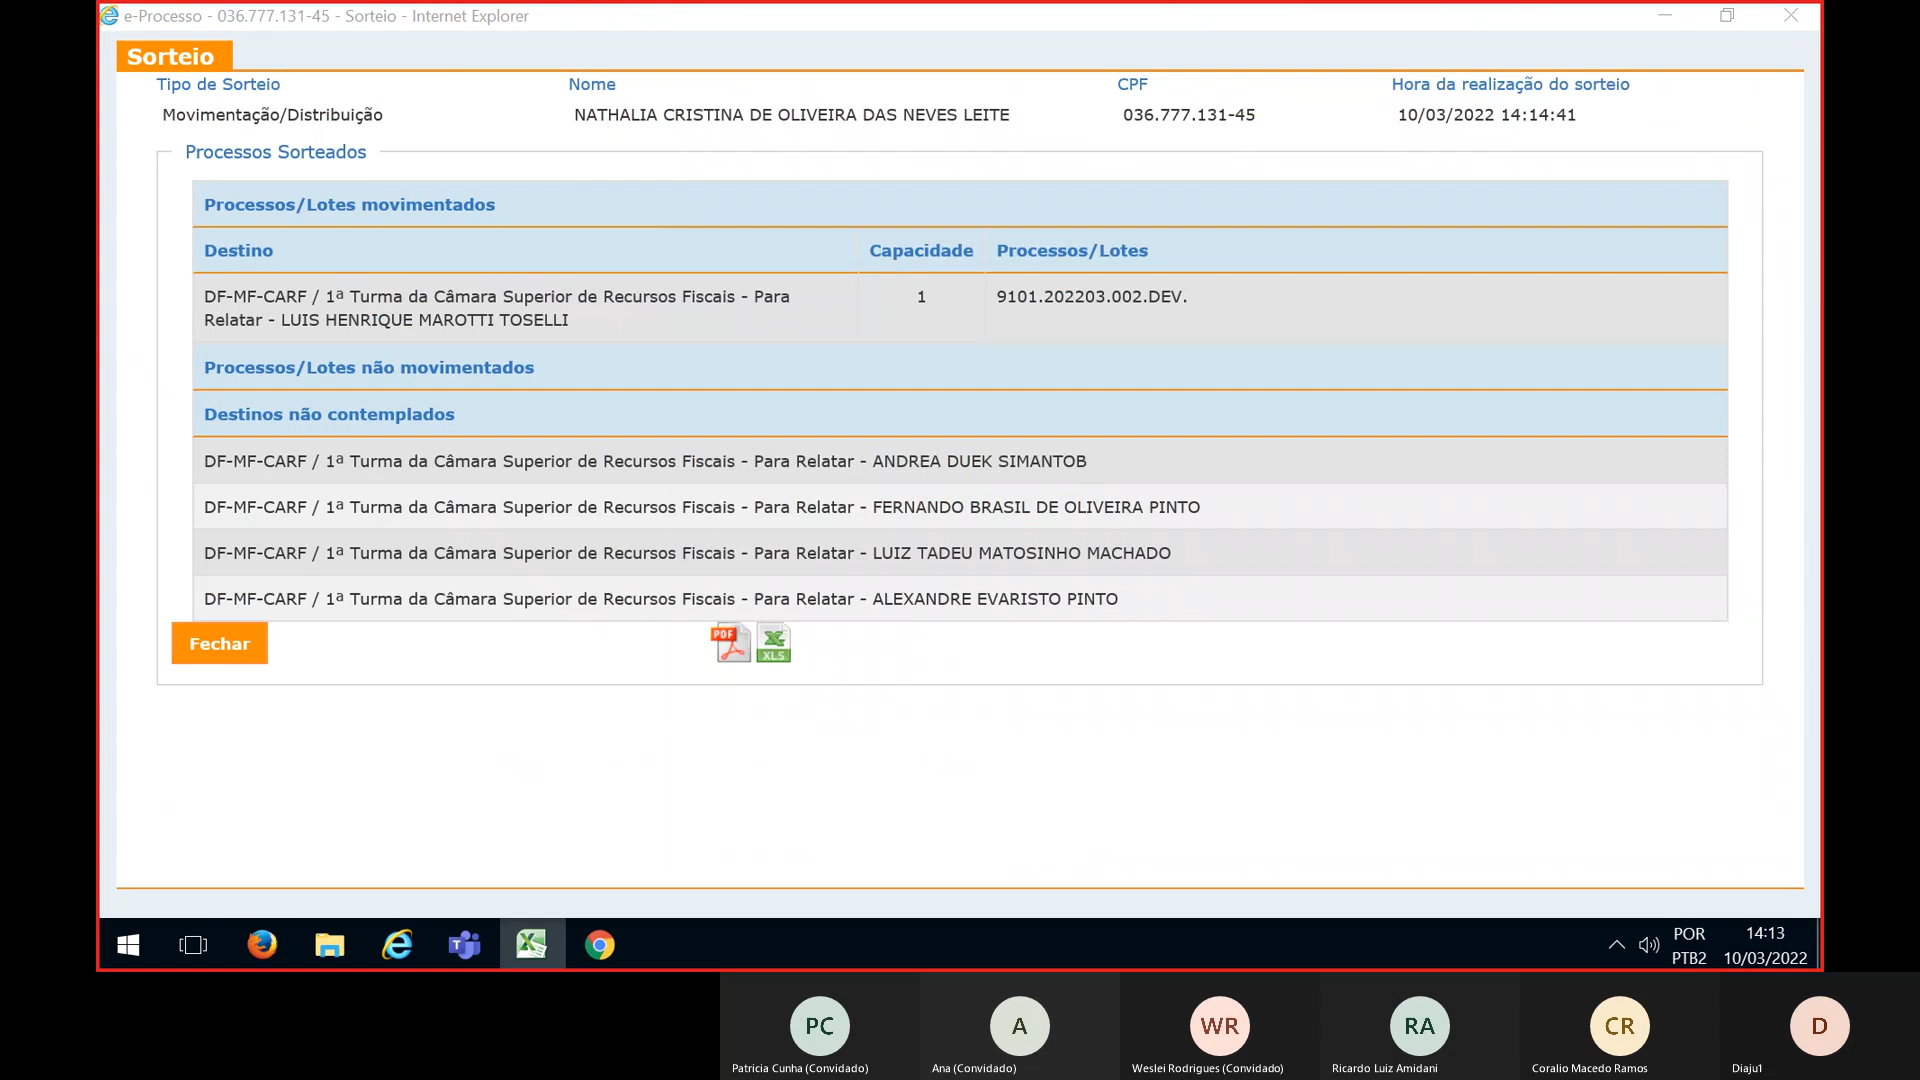 e-Processo - 036.777.131-45 - Sorteio - Internet Explorer
Sorteio
Tipo de Sorteio Nome CPF Hora da realização do sorteio
Movimentação/Distribuição NATHALIA CRISTINA DE OLIVEIRA DAS NEVES LEITE 036.777.131-45 10/03/2022 14:14:41
Processos Sorteados
Processos/Lotes movimentados
Destino Capacidade Processos/Lotes
DF-MF-CARF / 1ª Turma da Câmara Superior de Recursos Fiscais - Para 1 9101.202203.002.DEV.
Relatar - LUIS HENRIQUE MAROTTI TOSELLI
Processos/Lotes não movimentados
Destinos não contemplados
DF-MF-CARF / 1ª Turma da Câmara Superior de Recursos Fiscais - Para Relatar - ANDREA DUEK SIMANTOB
DF-MF-CARF / 1ª Turma da Câmara Superior de Recursos Fiscais - Para Relatar - FERNANDO BRASIL DE OLIVEIRA PINTO
DF-MF-CARF / 1ª Turma da Câmara Superior de Recursos Fiscais - Para Relatar - LUIZ TADEU MATOSINHO MACHADO
DF-MF-CARF / 1ª Turma da Câmara Superior de Recursos Fiscais - Para Relatar - ALEXANDRE EVARISTO PINTO
Fechar PDF XLS
POR 14:13
PTB2 10/03/2022
PC A WR RA CR D
Patricia Cunha (Convidado) Ana (Convidado) Weslei Rodrigues (Convidado) Ricardo Luiz Amidani Coralio Macedo Ramos Diaju1